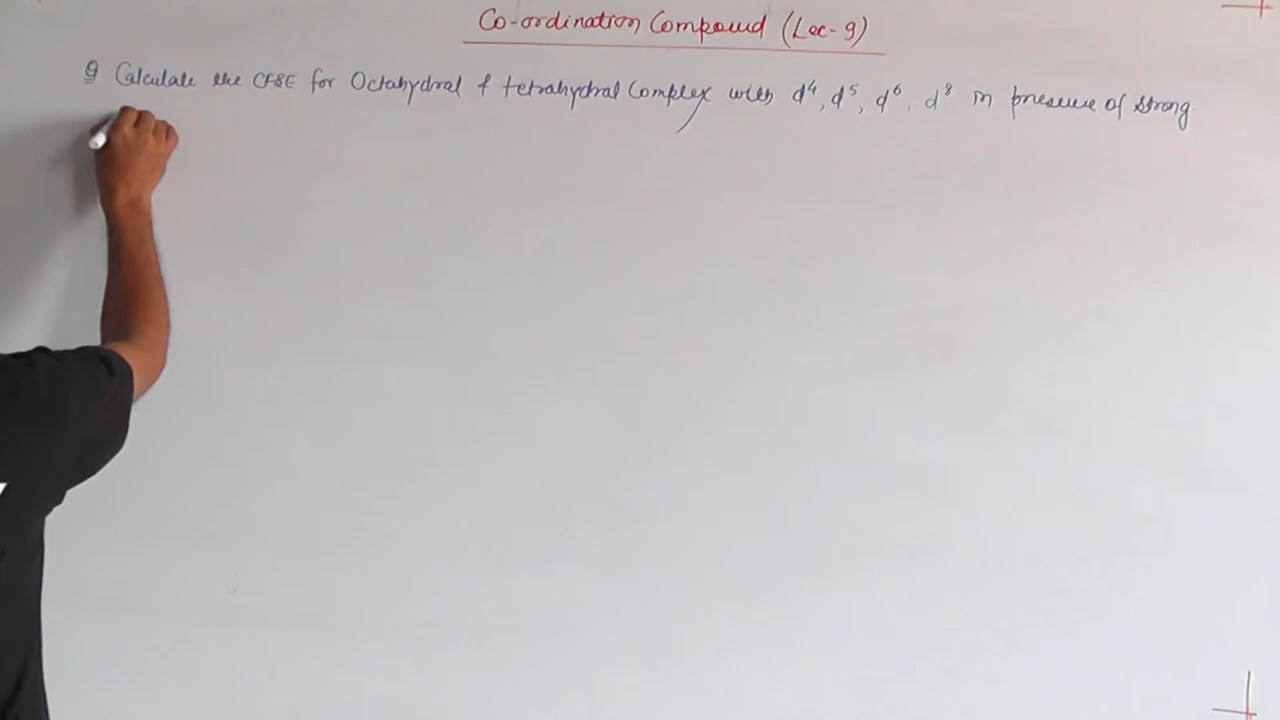 Co-ordination Compound (Lec-9)
Q Calculate the CFSE for Octahydral & tetrahydral Complex with d⁴, d⁵, d⁶, d⁸ in presence of strong